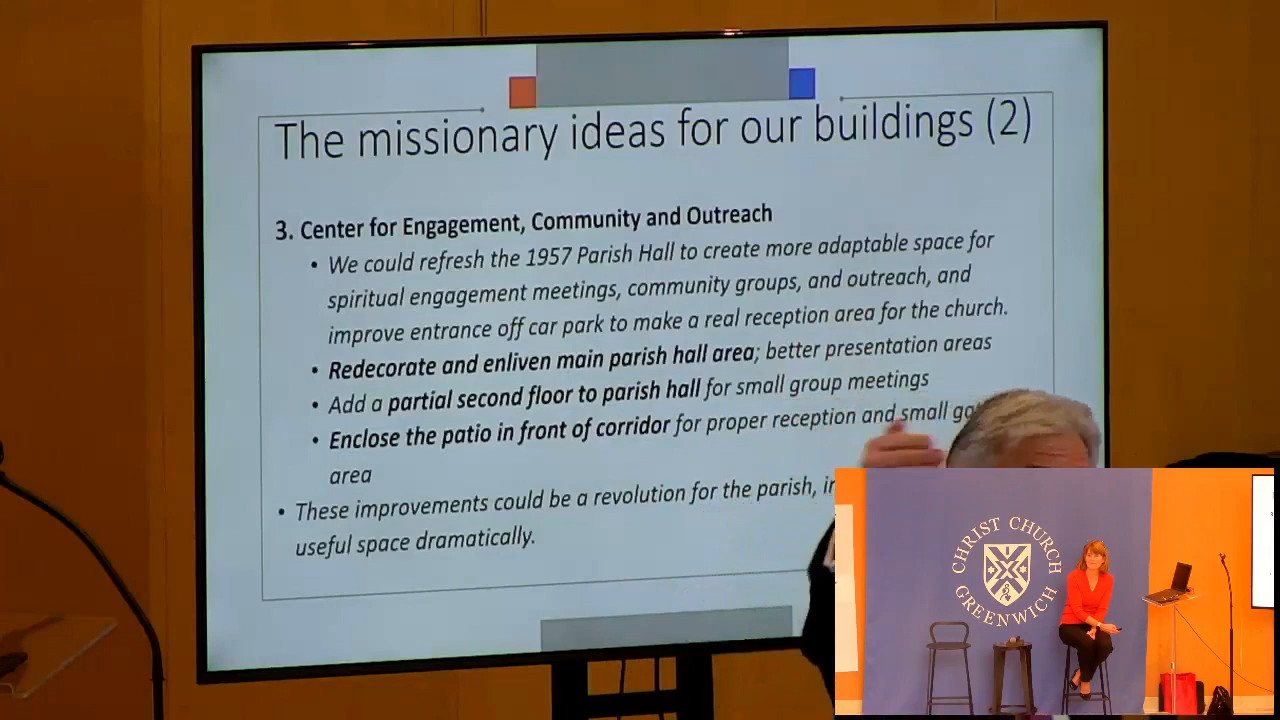 The missionary ideas for our buildings (2)
3. Center for Engagement, Community and Outreach
• We could refresh the 1957 Parish Hall to create more adaptable space for
spiritual engagement meetings, community groups, and outreach, and
improve entrance off car park to make a real reception area for the church.
• Redecorate and enliven main parish hall area; better presentation areas
• Add a partial second floor to parish hall for small group meetings
• Enclose the patio in front of corridor for proper reception and small
area
• These improvements could be a revolution for the parish,
useful space dramatically.
CHRIST CHURCH
GREENWICH